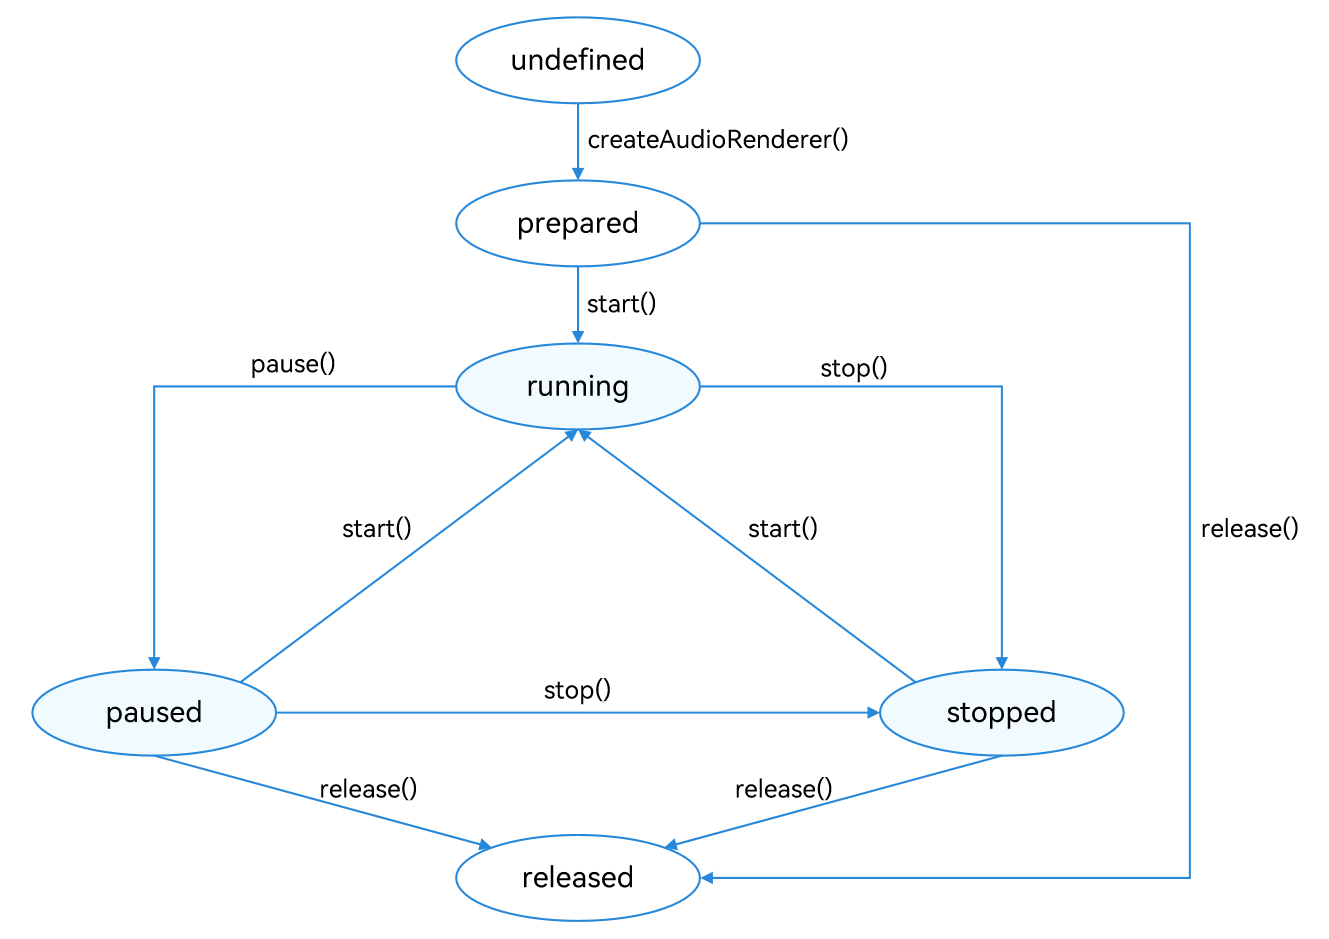 undefined
createAudioRenderer()
prepared
start()
pause()
running
stop()
start()
start()
release()
paused
stop()
stopped
release()
release()
released